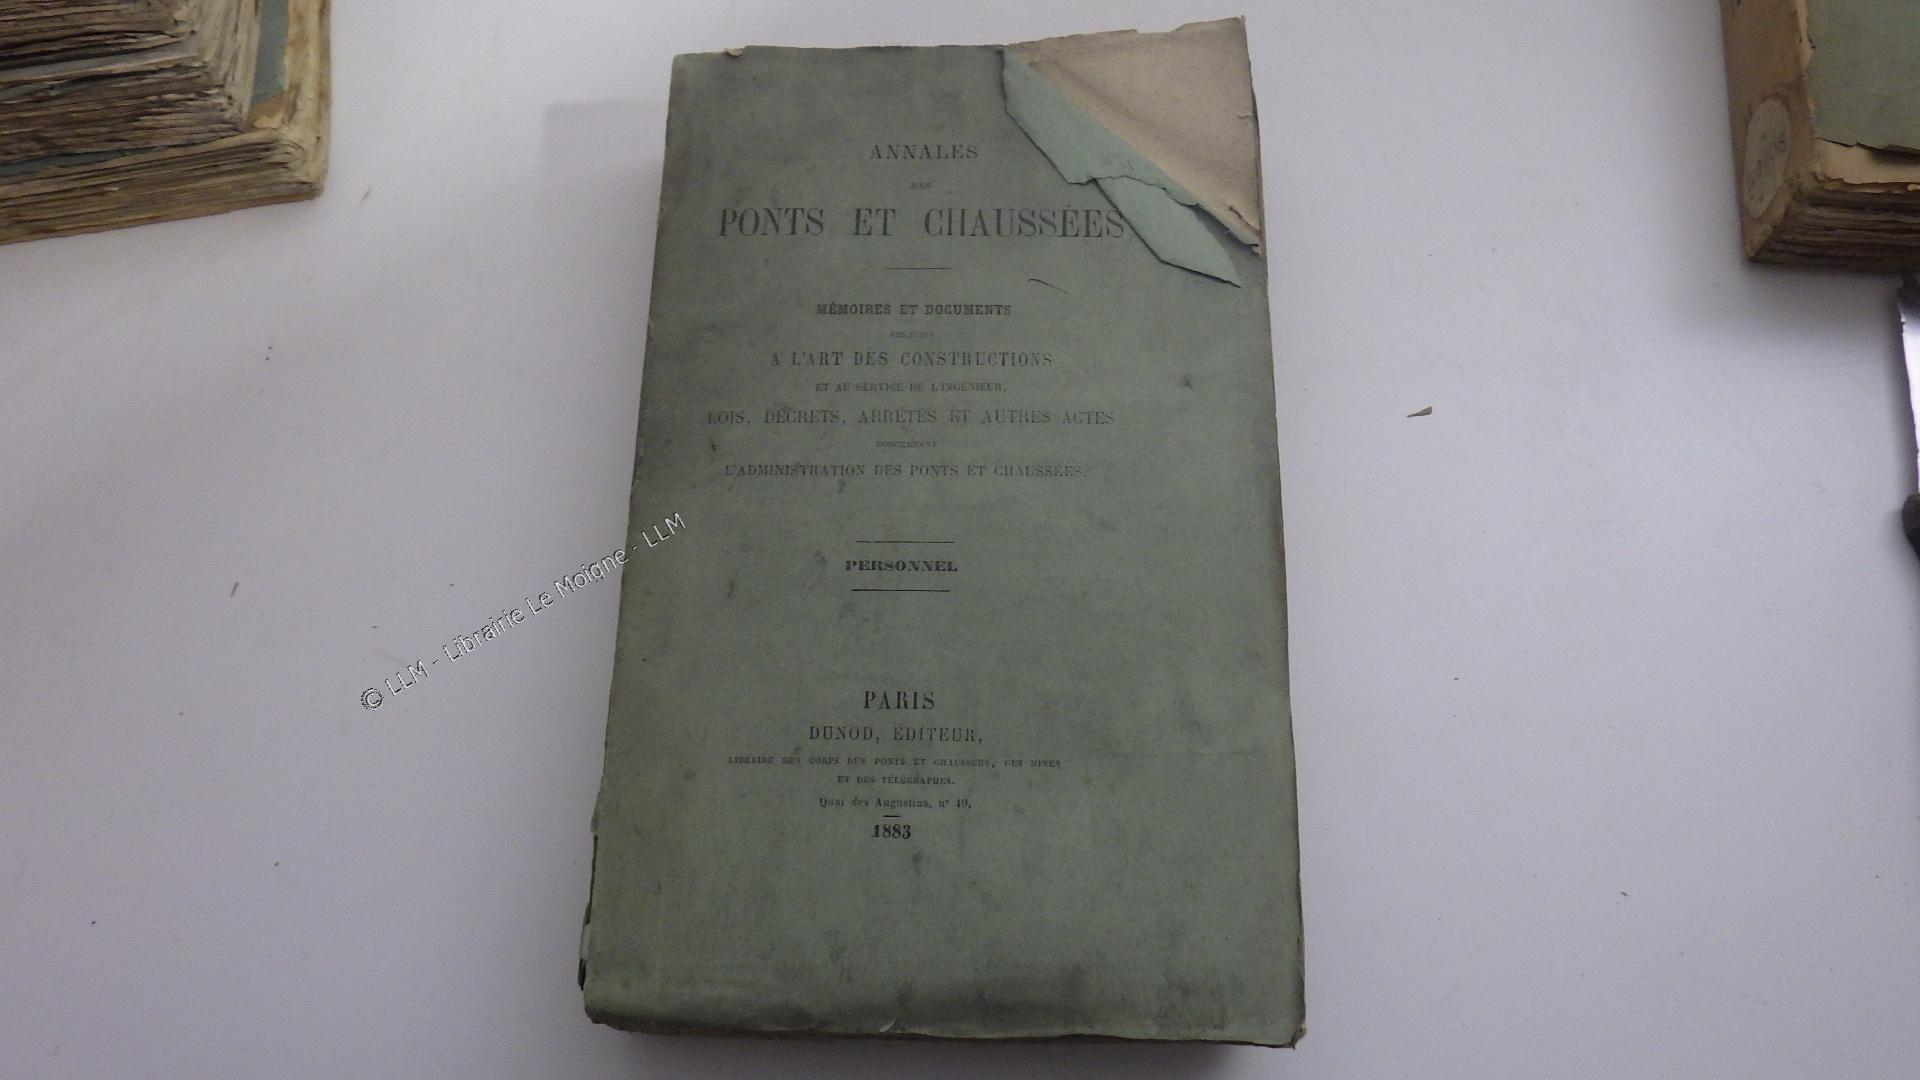 ANNALES
DES
PONTS ET CHAUSSÉES
MÉMOIRES ET DOCUMENTS
RELATIFS
A L'ART DES CONSTRUCTIONS
ET AU SERVICE DE L'INGÉNIEUR,
LOIS, DÉCRETS, ARRÊTÉS ET AUTRES ACTES
CONCERNANT
L'ADMINISTRATION DES PONTS ET CHAUSSÉES.
PERSONNEL
PARIS
DUNOD, ÉDITEUR,
LIBRAIRE DES CORPS DES PONTS ET CHAUSSÉES, DES MINES
ET DES TÉLÉGRAPHES.
Quai des Augustins, n° 49,
1883
© LLM - Librairie Le Moigne - LLM